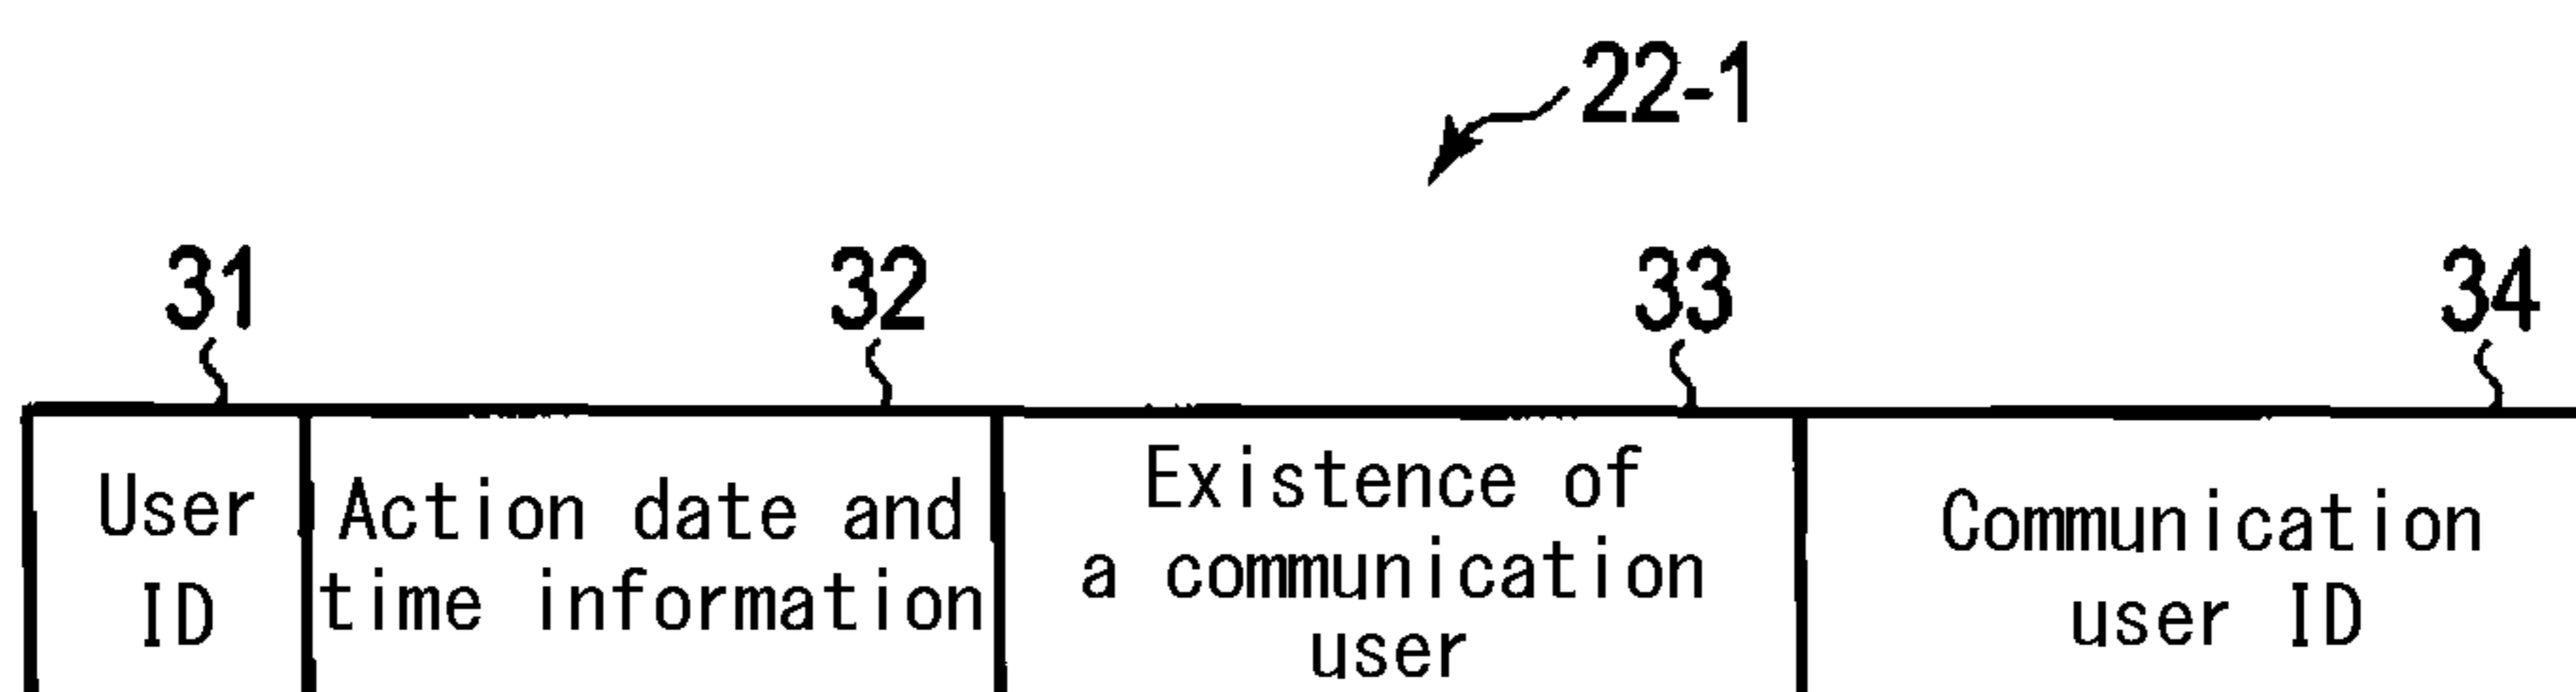 22-1
31
32
33
34
User
ID
Action date and
time information
Existence of
a communication
user
Communication
user ID